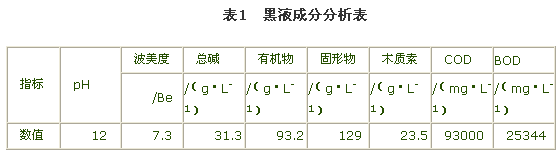 表1 黑液成分分析表
指标 pH 波美度 总碱 有机物 固形物 木质素 COD BOD
/Be /(g·L-1) /(g·L-1) /(g·L-1) /(g·L-1) /(mg·L-1) /(mg·L-1)
数值 12 7.3 31.3 93.2 129 23.5 93000 25344